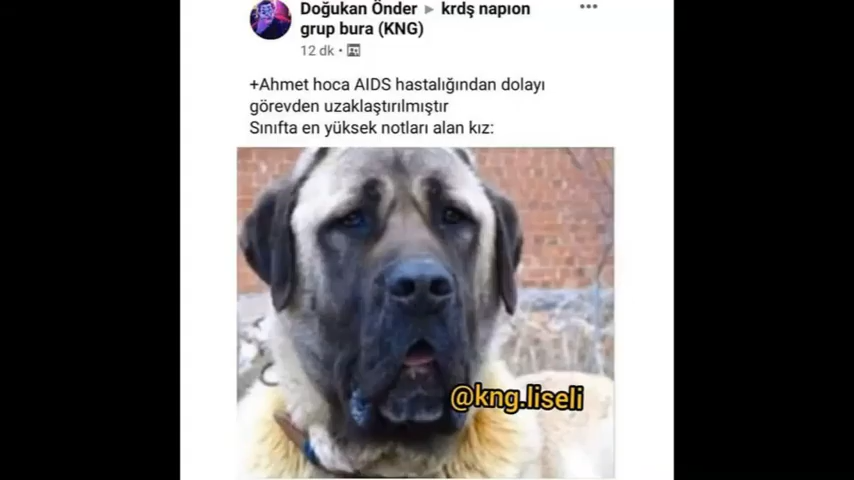 Doğukan Önder ▸ krdş napıon
grup bura (KNG)
12 dk •
+Ahmet hoca AIDS hastalığından dolayı
görevden uzaklaştırılmıştır
Sınıfta en yüksek notları alan kız:
@kng.liseli